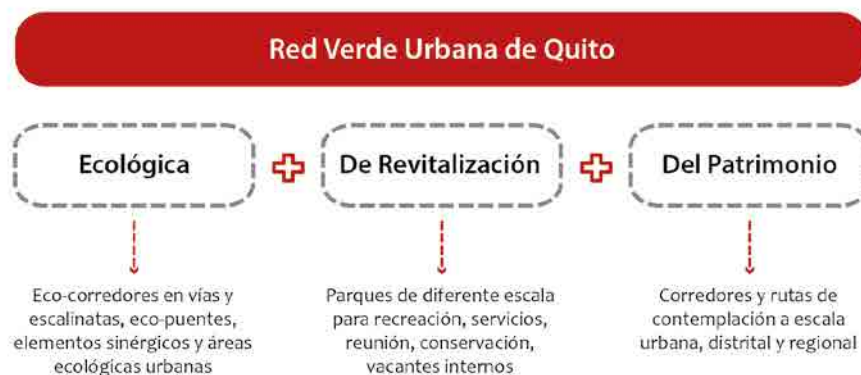 Red Verde Urbana de Quito
Ecológica
De Revitalización
Del Patrimonio
Eco-corredores en vías y
escalinatas, eco-puentes,
elementos sinérgicos y áreas
ecológicas urbanas
Parques de diferente escala
para recreación, servicios,
reunión, conservación,
vacantes internos
Corredores y rutas de
contemplación a escala
urbana, distrital y regional